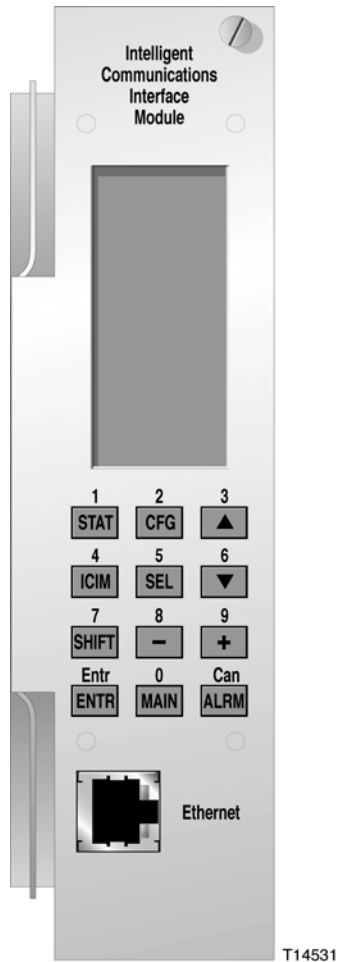 Intelligent
Communications
Interface
Module
1 2 3
STAT CFG ▲
4 5 6
ICIM SEL ▼
7 8 9
SHIFT − +
Entr 0 Can
ENTR MAIN ALRM
Ethernet
T14531